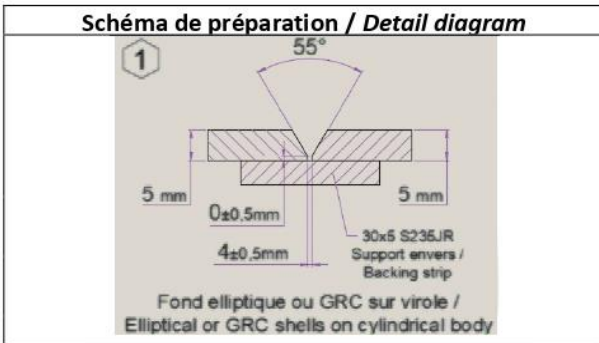 Schéma de préparation / Detail diagram
1
55°
5 mm
5 mm
0±0,5mm
4±0,5mm
30x5 S235JR
Support envers /
Backing strip
Fond elliptique ou GRC sur virole /
Elliptical or GRC shells on cylindrical body